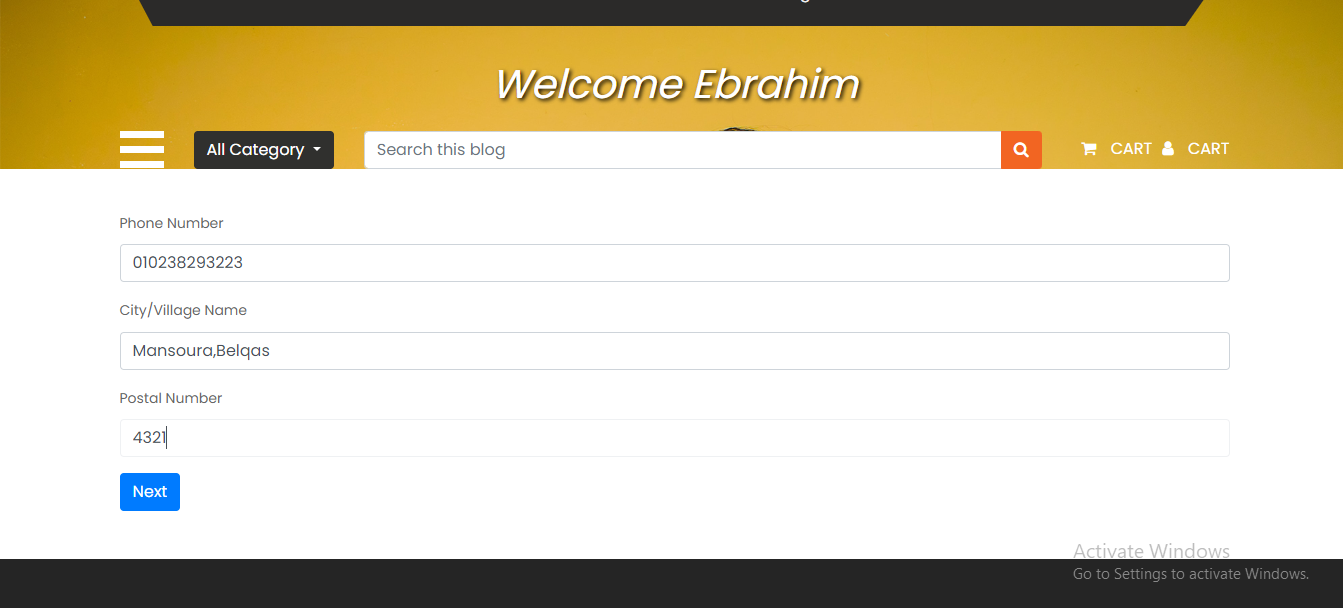 Welcome Ebrahim
All Category
Search this blog
CART CART
Phone Number
010238293223
City/Village Name
Mansoura,Belqas
Postal Number
4321
Next
Activate Windows
Go to Settings to activate Windows.